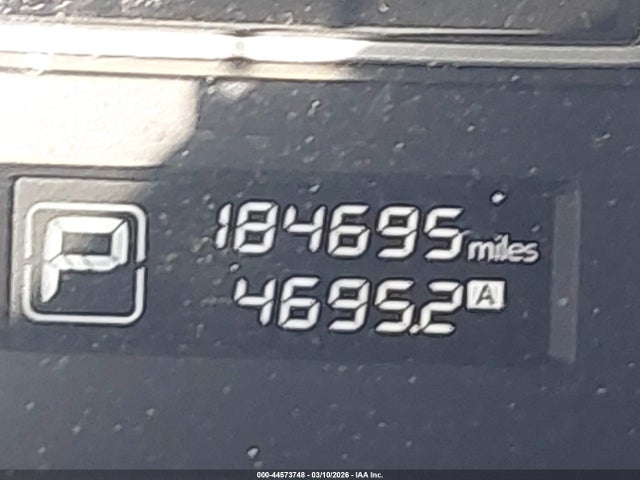 P
184695 miles
4695.2 A
000-44573748 - 03/10/2026 - IAA Inc.